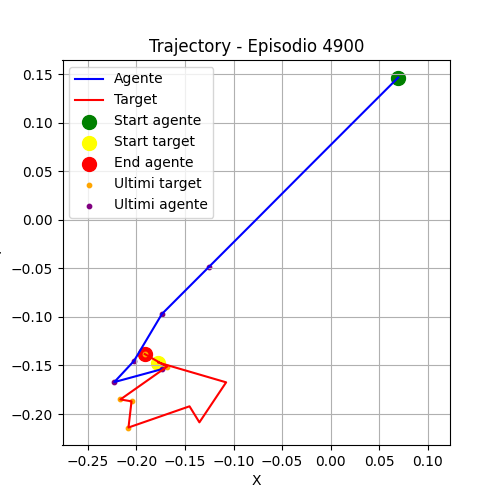 Trajectory - Episodio 4900
Agente
Target
Start agente
Start target
End agente
Ultimi target
Ultimi agente
0.15
0.10
0.05
0.00
−0.05
−0.10
−0.15
−0.20
−0.25 −0.20 −0.15 −0.10 −0.05 0.00 0.05 0.10
X